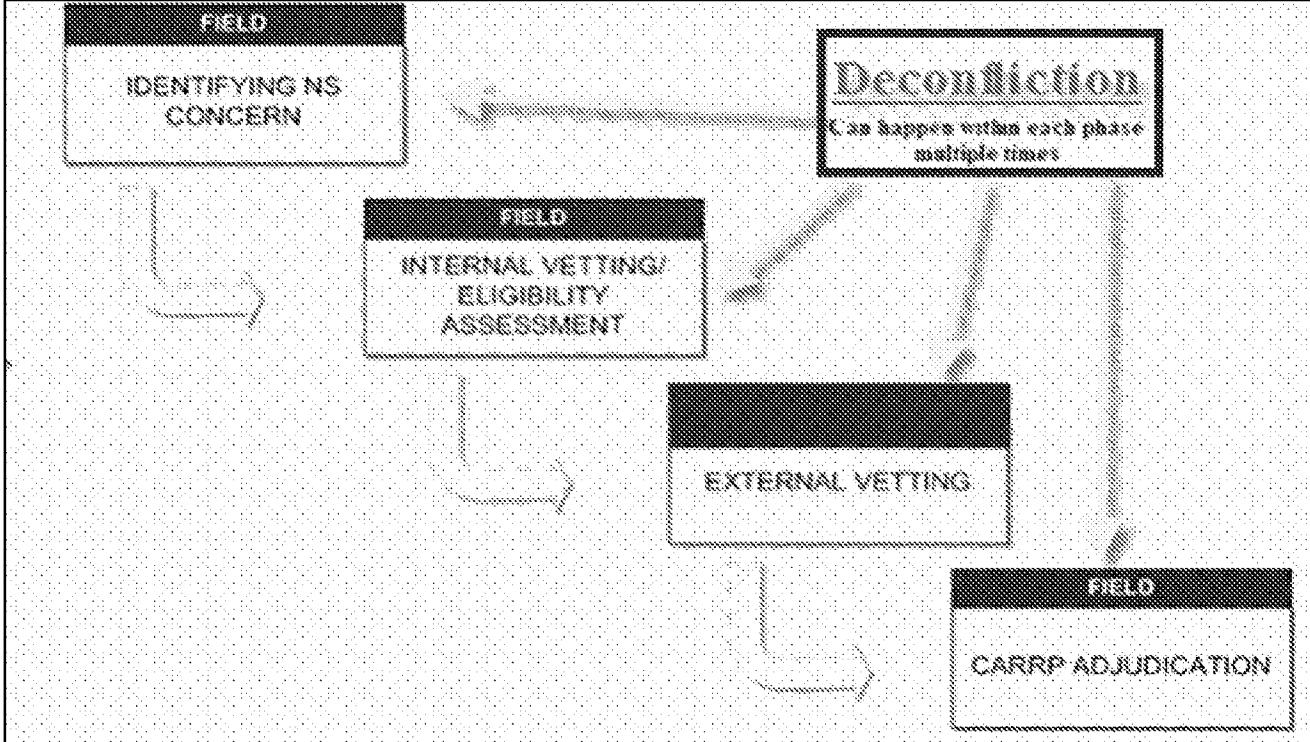 FIELD
IDENTIFYING NS
CONCERN
Deconfliction
Can happen within each phase
multiple times
FIELD
INTERNAL VETTING/
ELIGIBILITY
ASSESSMENT
EXTERNAL VETTING
FIELD
CARRP ADJUDICATION